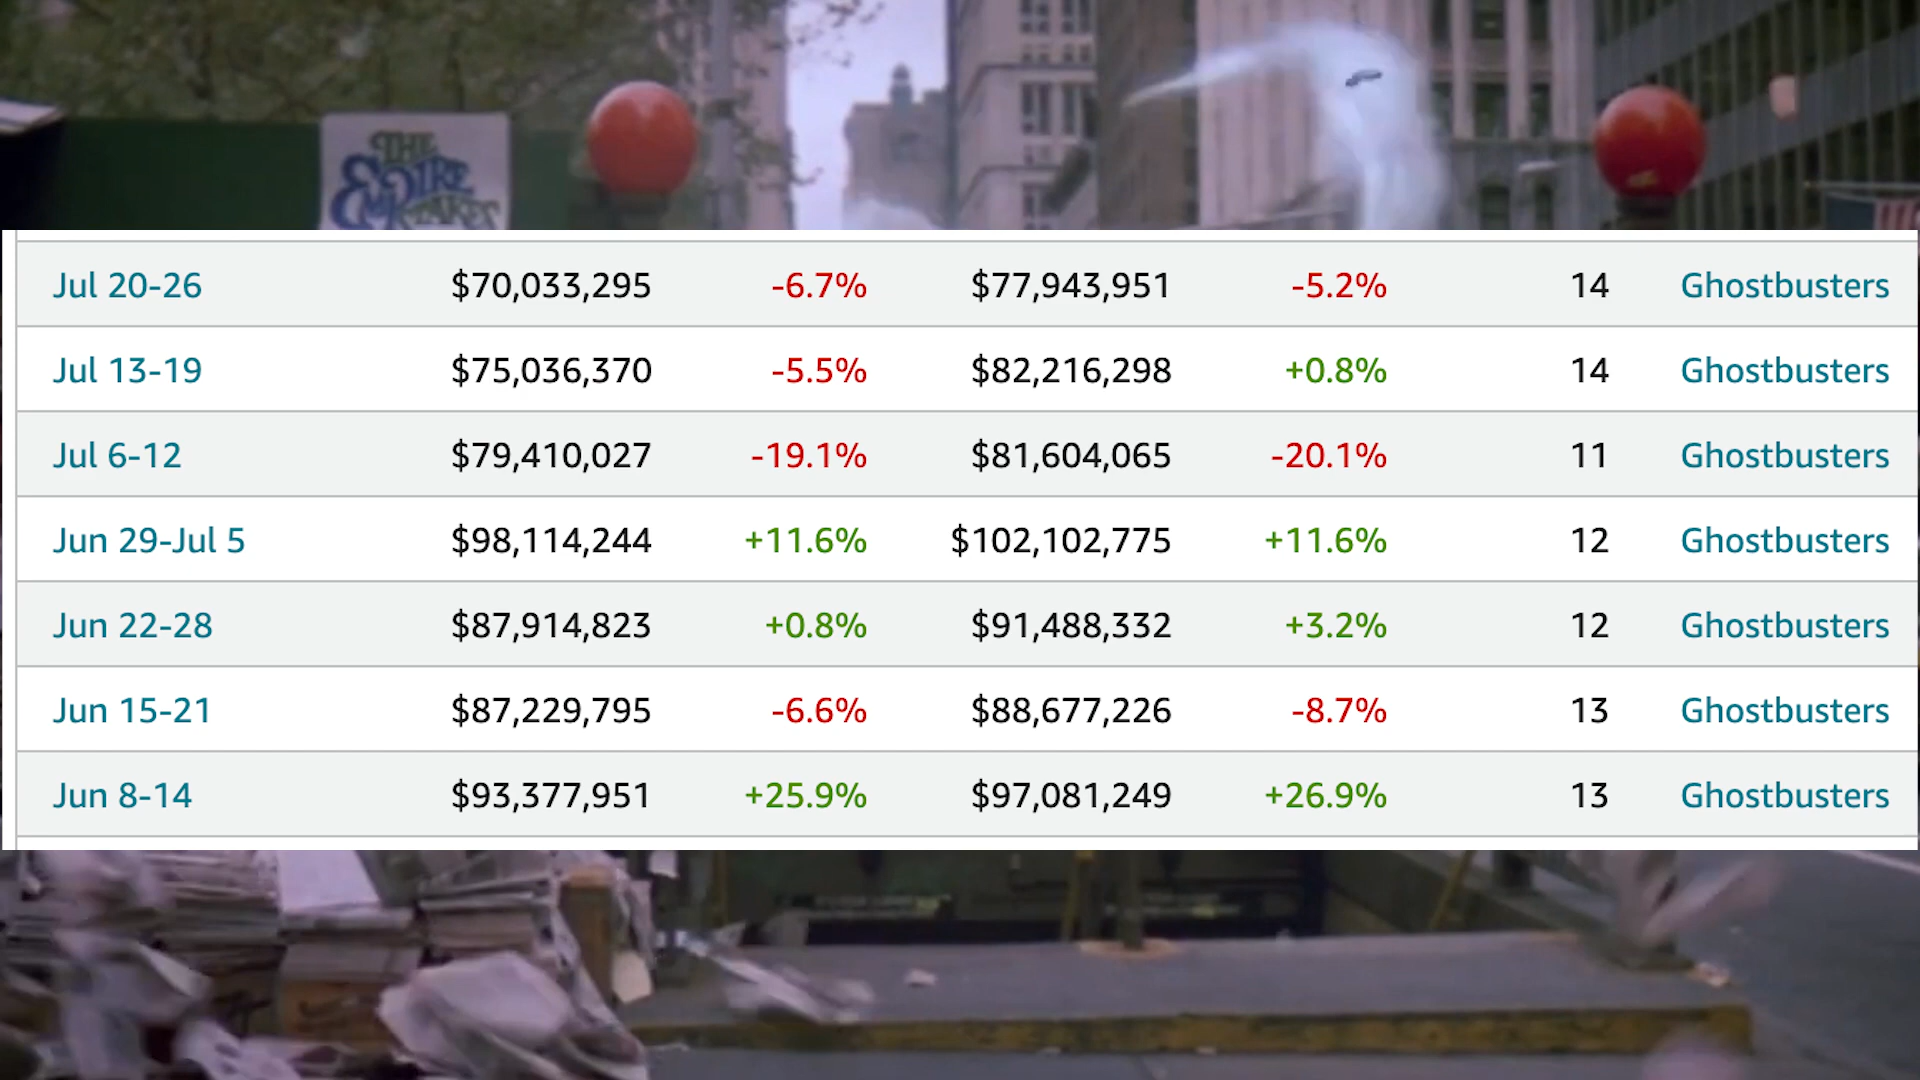 THE
EMPIRE
STAKES
Jul 20-26 $70,033,295 -6.7% $77,943,951 -5.2% 14 Ghostbusters
Jul 13-19 $75,036,370 -5.5% $82,216,298 +0.8% 14 Ghostbusters
Jul 6-12 $79,410,027 -19.1% $81,604,065 -20.1% 11 Ghostbusters
Jun 29-Jul 5 $98,114,244 +11.6% $102,102,775 +11.6% 12 Ghostbusters
Jun 22-28 $87,914,823 +0.8% $91,488,332 +3.2% 12 Ghostbusters
Jun 15-21 $87,229,795 -6.6% $88,677,226 -8.7% 13 Ghostbusters
Jun 8-14 $93,377,951 +25.9% $97,081,249 +26.9% 13 Ghostbusters